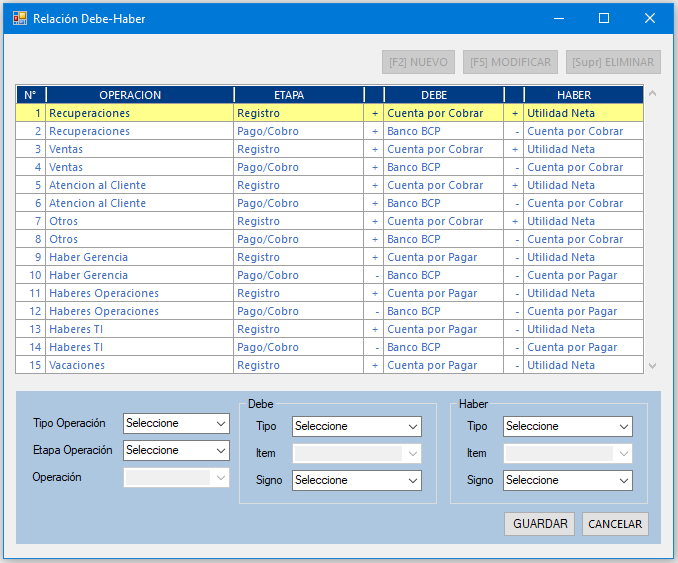 Relación Debe-Haber
[F2] NUEVO [F5] MODIFICAR [Supr] ELIMINAR
N° OPERACION ETAPA DEBE HABER
1 Recuperaciones Registro + Cuenta por Cobrar + Utilidad Neta
2 Recuperaciones Pago/Cobro + Banco BCP - Cuenta por Cobrar
3 Ventas Registro + Cuenta por Cobrar + Utilidad Neta
4 Ventas Pago/Cobro + Banco BCP - Cuenta por Cobrar
5 Atencion al Cliente Registro + Cuenta por Cobrar + Utilidad Neta
6 Atencion al Cliente Pago/Cobro + Banco BCP - Cuenta por Cobrar
7 Otros Registro + Cuenta por Cobrar + Utilidad Neta
8 Otros Pago/Cobro + Banco BCP - Cuenta por Cobrar
9 Haber Gerencia Registro + Cuenta por Pagar - Utilidad Neta
10 Haber Gerencia Pago/Cobro - Banco BCP - Cuenta por Pagar
11 Haberes Operaciones Registro + Cuenta por Pagar - Utilidad Neta
12 Haberes Operaciones Pago/Cobro - Banco BCP - Cuenta por Pagar
13 Haberes TI Registro + Cuenta por Pagar - Utilidad Neta
14 Haberes TI Pago/Cobro - Banco BCP - Cuenta por Pagar
15 Vacaciones Registro + Cuenta por Pagar - Utilidad Neta
Tipo Operación Seleccione
Etapa Operación Seleccione
Operación
Debe
Tipo Seleccione
Item
Signo Seleccione
Haber
Tipo Seleccione
Item
Signo Seleccione
GUARDAR CANCELAR